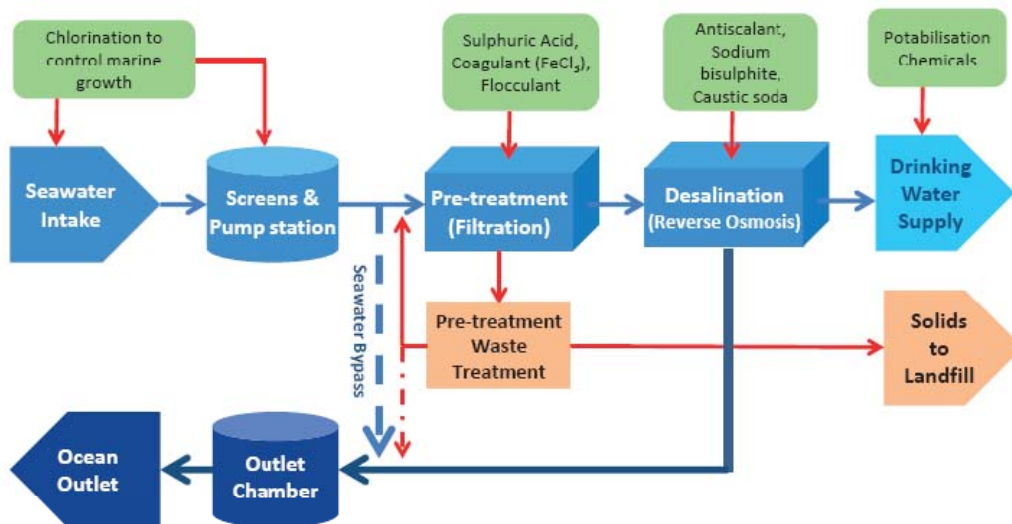 Chlorination to
control marine
growth
Sulphuric Acid,
Coagulant (FeCl₃),
Flocculant
Antiscalant,
Sodium
bisulphite,
Caustic soda
Potabilisation
Chemicals
Seawater
Intake
Screens &
Pump station
Pre-treatment
(Filtration)
Desalination
(Reverse Osmosis)
Drinking
Water
Supply
Seawater Bypass
Pre-treatment
Waste
Treatment
Solids
to
Landfill
Ocean
Outlet
Outlet
Chamber